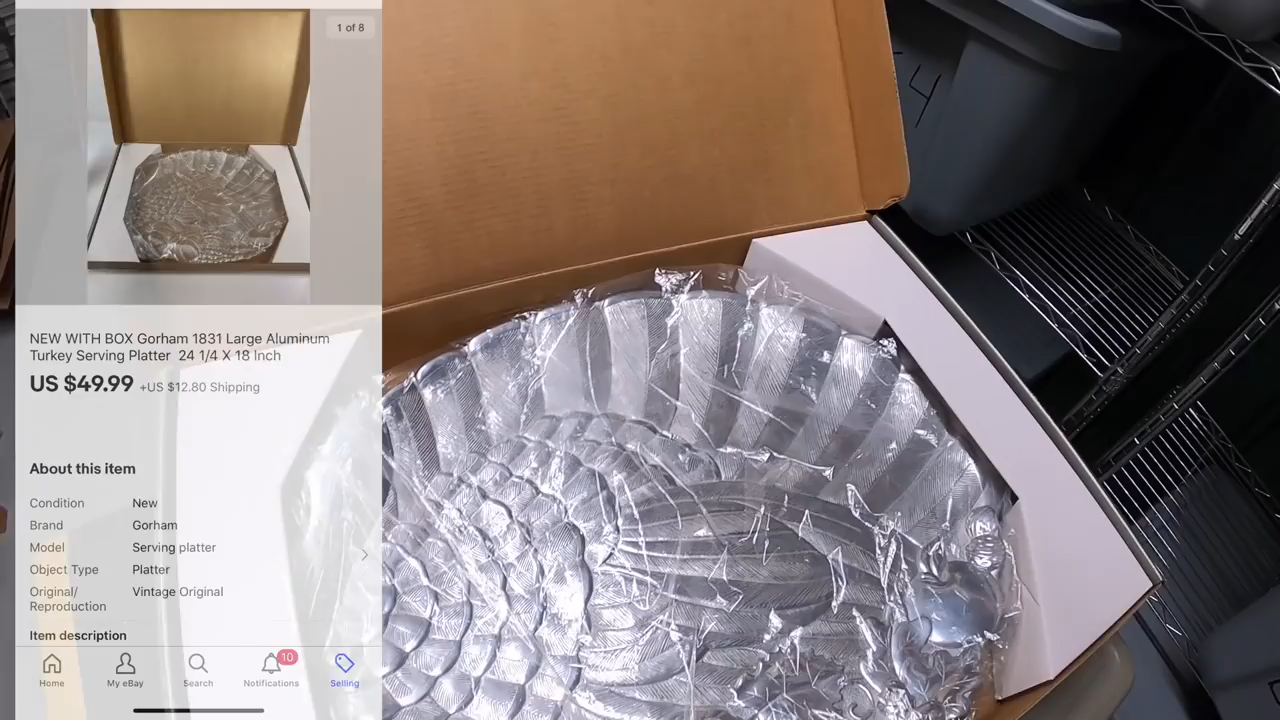 1 of 8
NEW WITH BOX Gorham 1831 Large Aluminum
Turkey Serving Platter 24 1/4 X 18 Inch
US $49.99 +US $12.80 Shipping
About this item
Condition New
Brand Gorham
Model Serving platter
Object Type Platter
Original/ Vintage Original
Reproduction
Item description
10
Home My eBay Search Notifications Selling